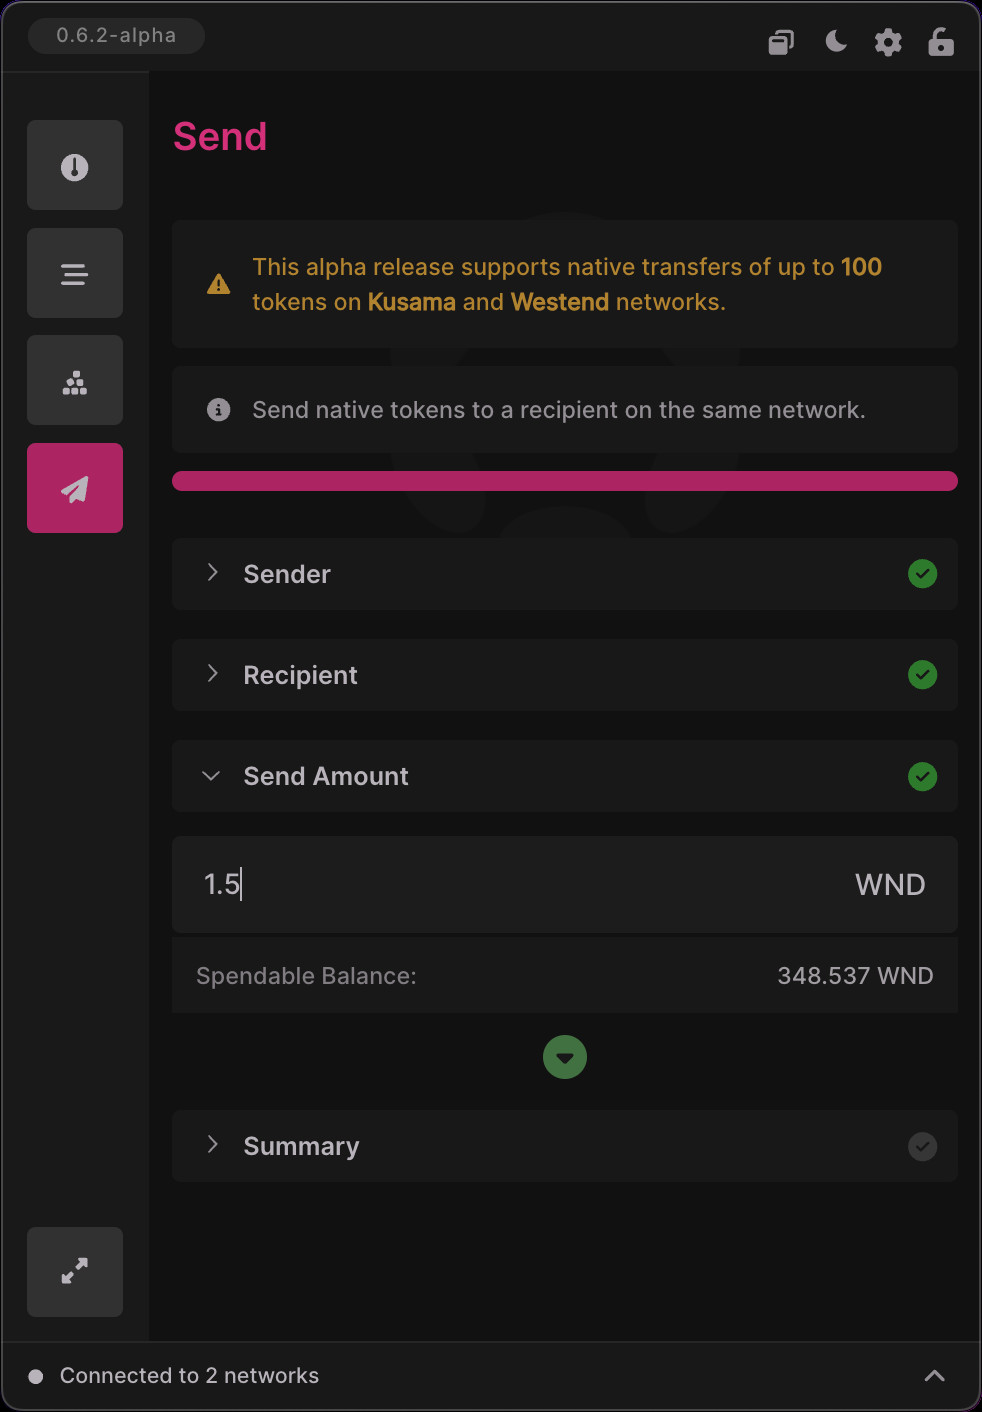 0.6.2-alpha
Send
This alpha release supports native transfers of up to 100
tokens on Kusama and Westend networks.
Send native tokens to a recipient on the same network.
Sender
Recipient
Send Amount
1.5 WND
Spendable Balance: 348.537 WND
Summary
Connected to 2 networks